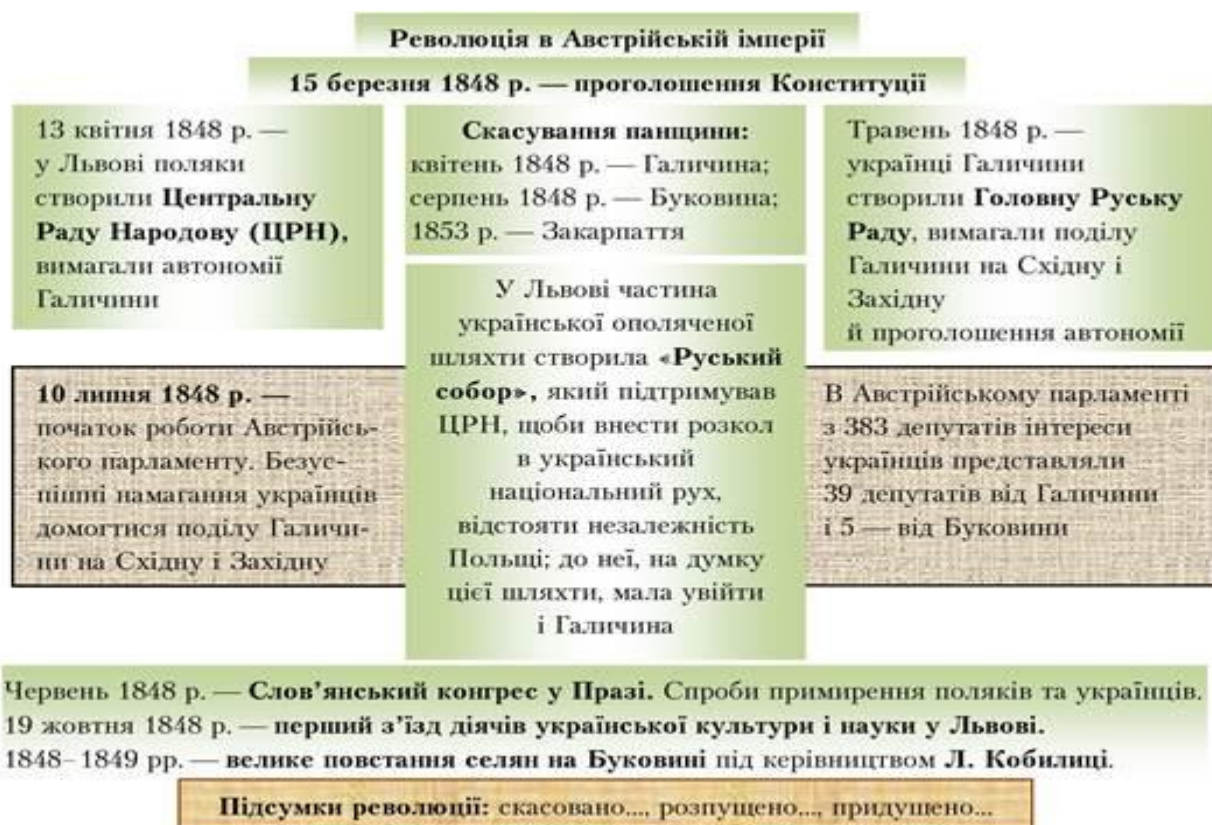 Революція в Австрійській імперії
15 березня 1848 р. — проголошення Конституції
13 квітня 1848 р. —
у Львові поляки
створили Центральну
Раду Народову (ЦРН),
вимагали автономії
Галичини
Скасування панщини:
квітень 1848 р. — Галичина;
серпень 1848 р. — Буковина;
1853 р. — Закарпаття
Травень 1848 р. —
українці Галичини
створили Головну Руську
Раду, вимагали поділу
Галичини на Східну і
Західну
й проголошення автономії
10 липня 1848 р. —
початок роботи Австрійсь-
кого парламенту. Безус-
пішні намагання українців
домогтися поділу Галичи-
ни на Східну і Західну
У Львові частина
української ополяченої
шляхти створила «Руський
собор», який підтримував
ЦРН, щоби внести розкол
в український
національний рух,
відстояти незалежність
Польщі; до неї, на думку
цієї шляхти, мала увійти
і Галичина
В Австрійському парламенті
з 383 депутатів інтереси
українців представляли
39 депутатів від Галичини
і 5 — від Буковини
Червень 1848 р. — Слов’янський конгрес у Празі. Спроби примирення поляків та українців.
19 жовтня 1848 р. — перший з’їзд діячів української культури і науки у Львові.
1848–1849 рр. — велике повстання селян на Буковині під керівництвом Л. Кобилиці.
Підсумки революції: скасовано..., розпущено..., придушено...